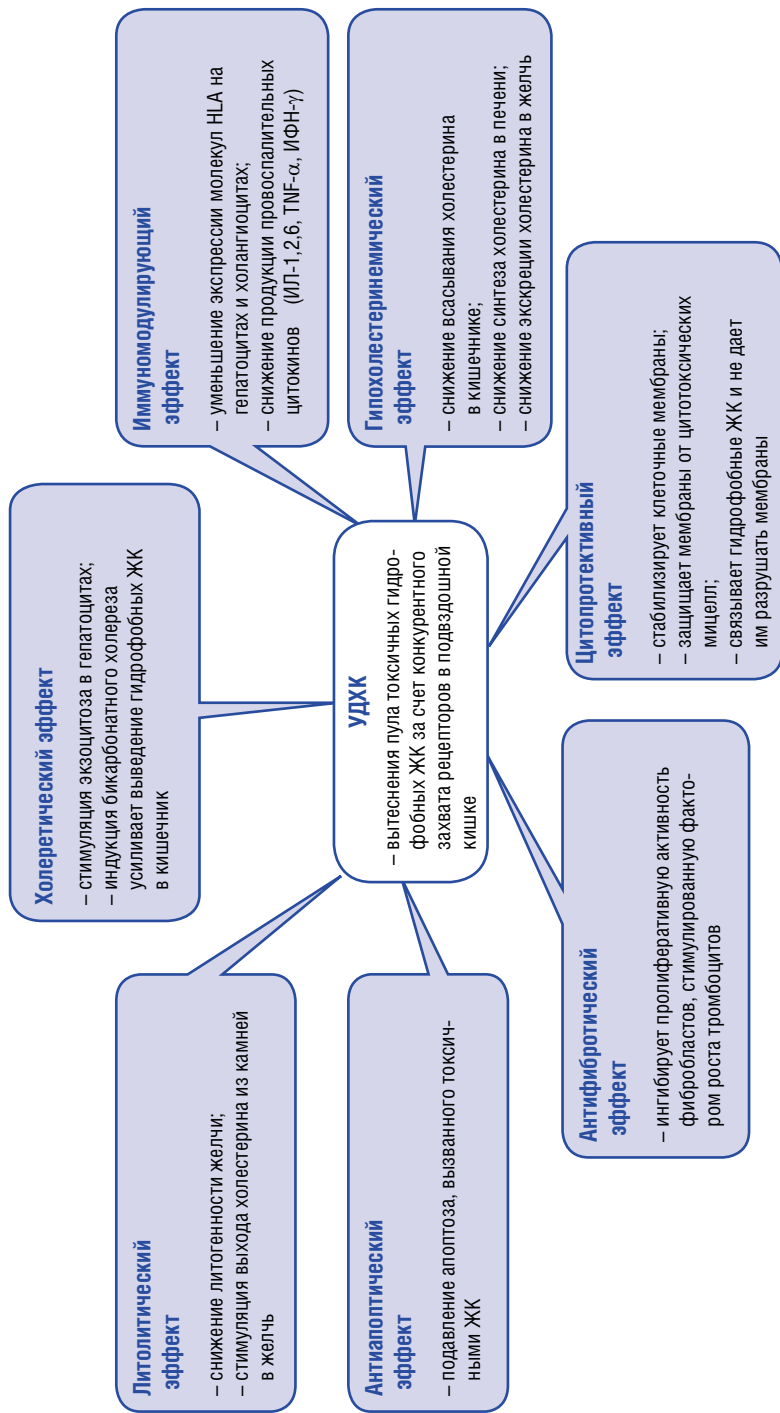 Холеретический эффект
– стимуляция экзоцитоза в гепатоцитах;
– индукция бикарбонатного холереза
усиливает выведение гидрофобных ЖК
в кишечник
Литолитический
эффект
– снижение литогенности желчи;
– стимуляция выхода холестерина из камней
в желчь
Иммуномодулирующий
эффект
– уменьшение экспрессии молекул HLA на
гепатоцитах и холангиоцитах;
– снижение продукции провоспалительных
цитокинов (ИЛ-1,2,6, TNF-α, ИФН-γ)
УДХК
– вытеснения пула токсичных гидро-
фобных ЖК за счет конкурентного
захвата рецепторов в подвздошной
кишке
Антиапоптический
эффект
– подавление апоптоза, вызванного токсич-
ными ЖК
Гипохолестеринемический
эффект
– снижение всасывания холестерина
в кишечнике;
– снижение синтеза холестерина в печени;
– снижение экскреции холестерина в желчь
Антифибротический
эффект
– ингибирует пролиферативную активность
фибробластов, стимулированную факто-
ром роста тромбоцитов
Цитопротективный
эффект
– стабилизирует клеточные мембраны;
– защищает мембраны от цитотоксических
мицелл;
– связывает гидрофобные ЖК и не дает
им разрушать мембраны